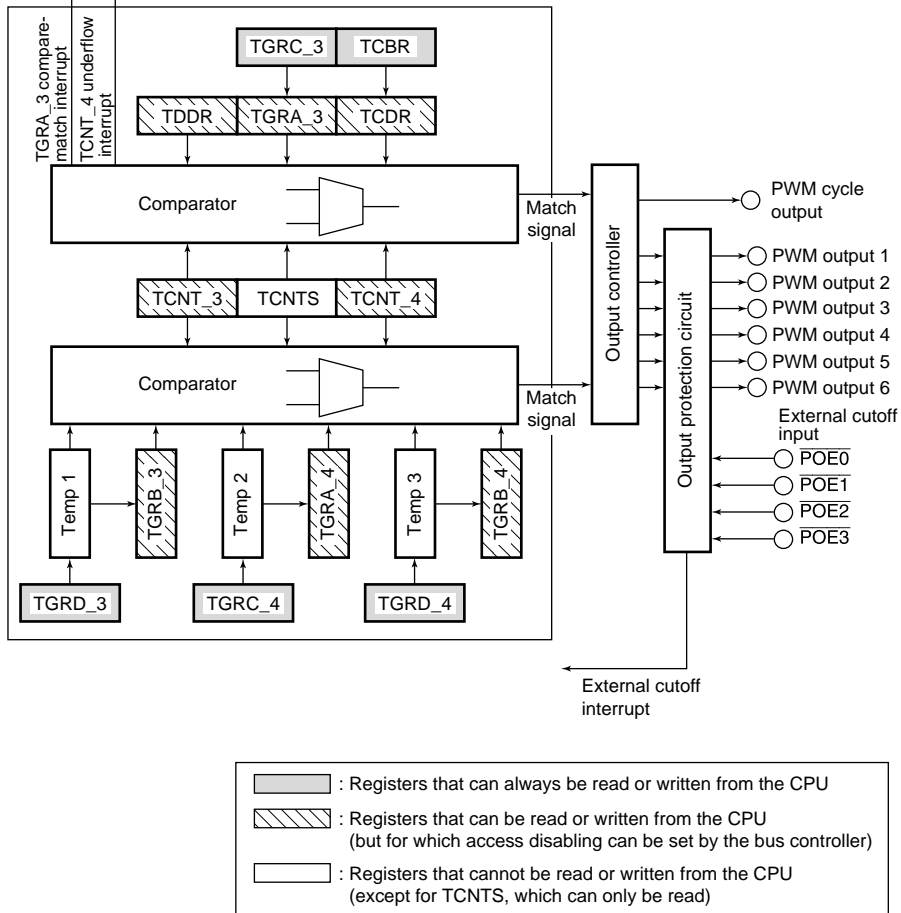 TGRA_3 compare-
match interrupt
TCNT_4 underflow
interrupt
TGRC_3
TCBR
TDDR
TGRA_3
TCDR
Comparator
Match
signal
PWM cycle
output
Output controller
Output protection circuit
PWM output 1
PWM output 2
PWM output 3
PWM output 4
PWM output 5
PWM output 6
TCNT_3
TCNTS
TCNT_4
Comparator
Match
signal
External cutoff
input
POE0
POE1
POE2
POE3
Temp 1
TGRB_3
Temp 2
TGRA_4
Temp 3
TGRB_4
TGRD_3
TGRC_4
TGRD_4
External cutoff
interrupt
: Registers that can always be read or written from the CPU
: Registers that can be read or written from the CPU
(but for which access disabling can be set by the bus controller)
: Registers that cannot be read or written from the CPU
(except for TCNTS, which can only be read)